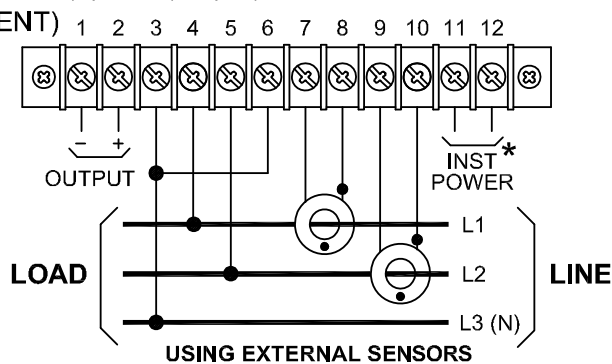 ENT) 1 2 3 4 5 6 7 8 9 10 11 12
− +
OUTPUT
INST *
POWER
L1
LOAD
L2
LINE
L3 (N)
USING EXTERNAL SENSORS